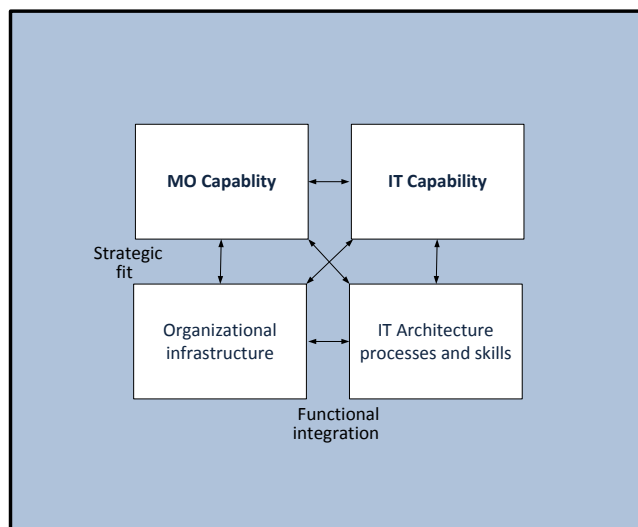 MO Capablity
IT Capability
Strategic
fit
Organizational
infrastructure
IT Architecture
processes and skills
Functional
integration